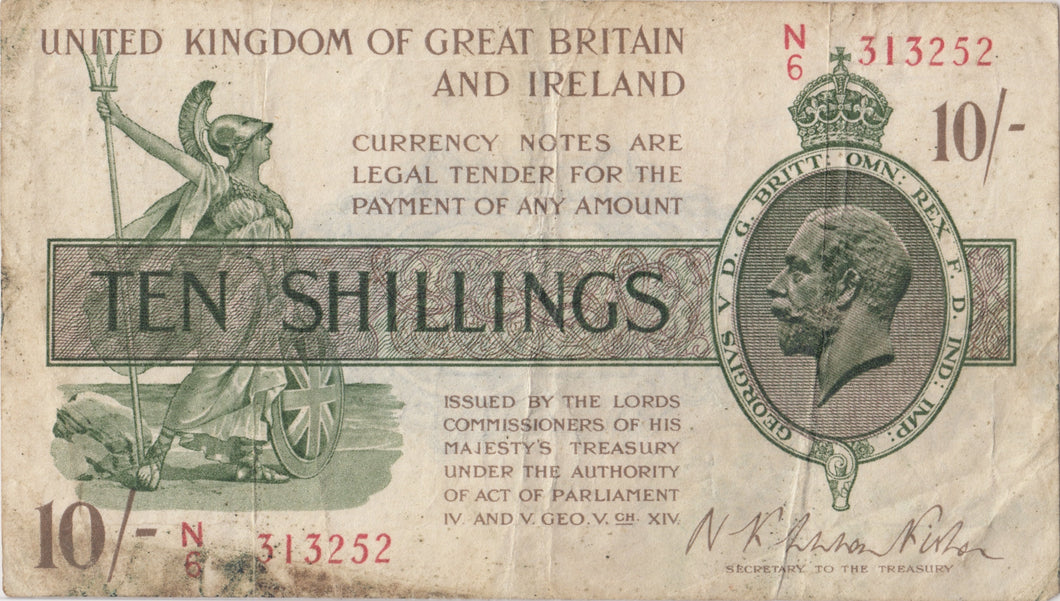 UNITED KINGDOM OF GREAT BRITAIN
AND IRELAND
N
6 313252
10/-
CURRENCY NOTES ARE
LEGAL TENDER FOR THE
PAYMENT OF ANY AMOUNT
GEORGIVS V D. G. BRITT: OMN: REX F. D. IND: IMP:
TEN SHILLINGS
ISSUED BY THE LORDS
COMMISSIONERS OF HIS
MAJESTY'S TREASURY
UNDER THE AUTHORITY
OF ACT OF PARLIAMENT
IV. AND V. GEO. V. CH. XIV.
10/-
N
6 313252
SECRETARY TO THE TREASURY